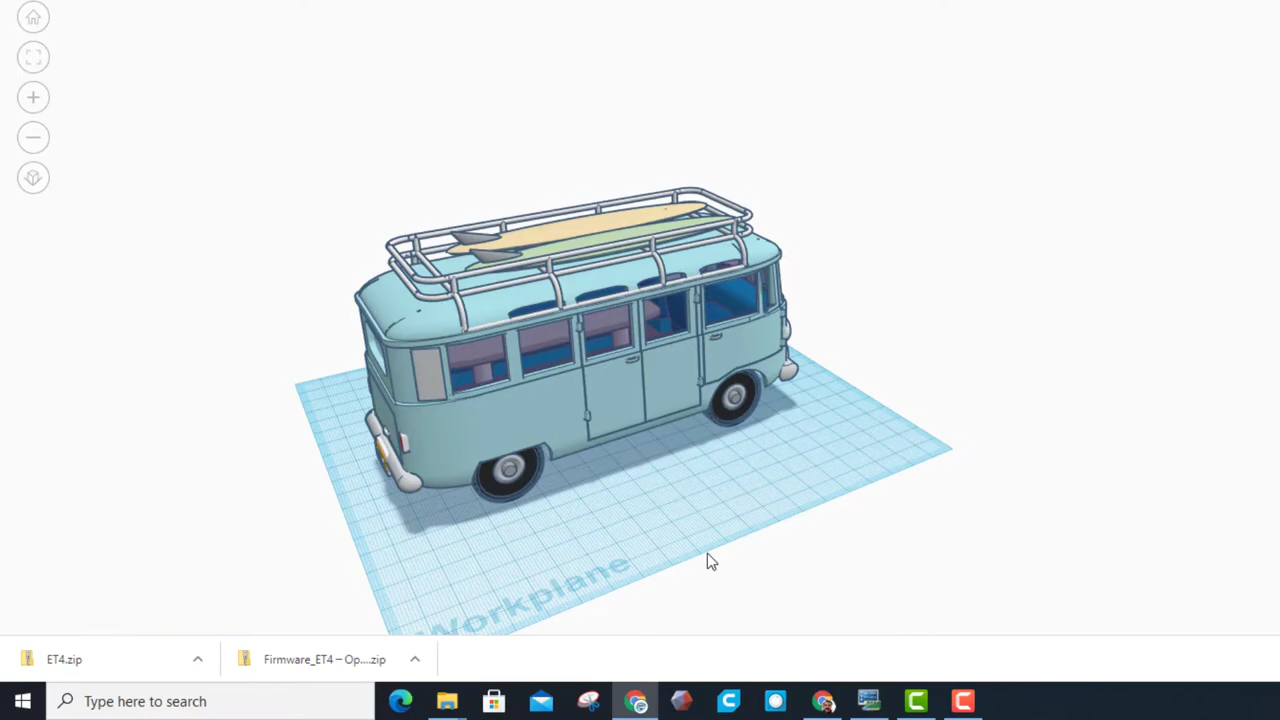 Workplane
ET4.zip
Firmware_ET4 – Op....zip
Type here to search